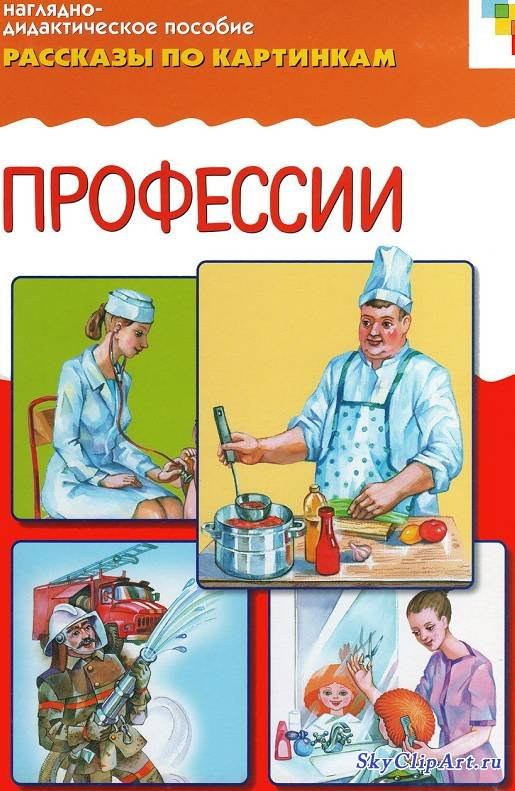 НАГЛЯДНО-
ДИДАКТИЧЕСКОЕ ПОСОБИЕ
РАССКАЗЫ ПО КАРТИНКАМ
ПРОФЕССИИ
SkyClipArt.ru